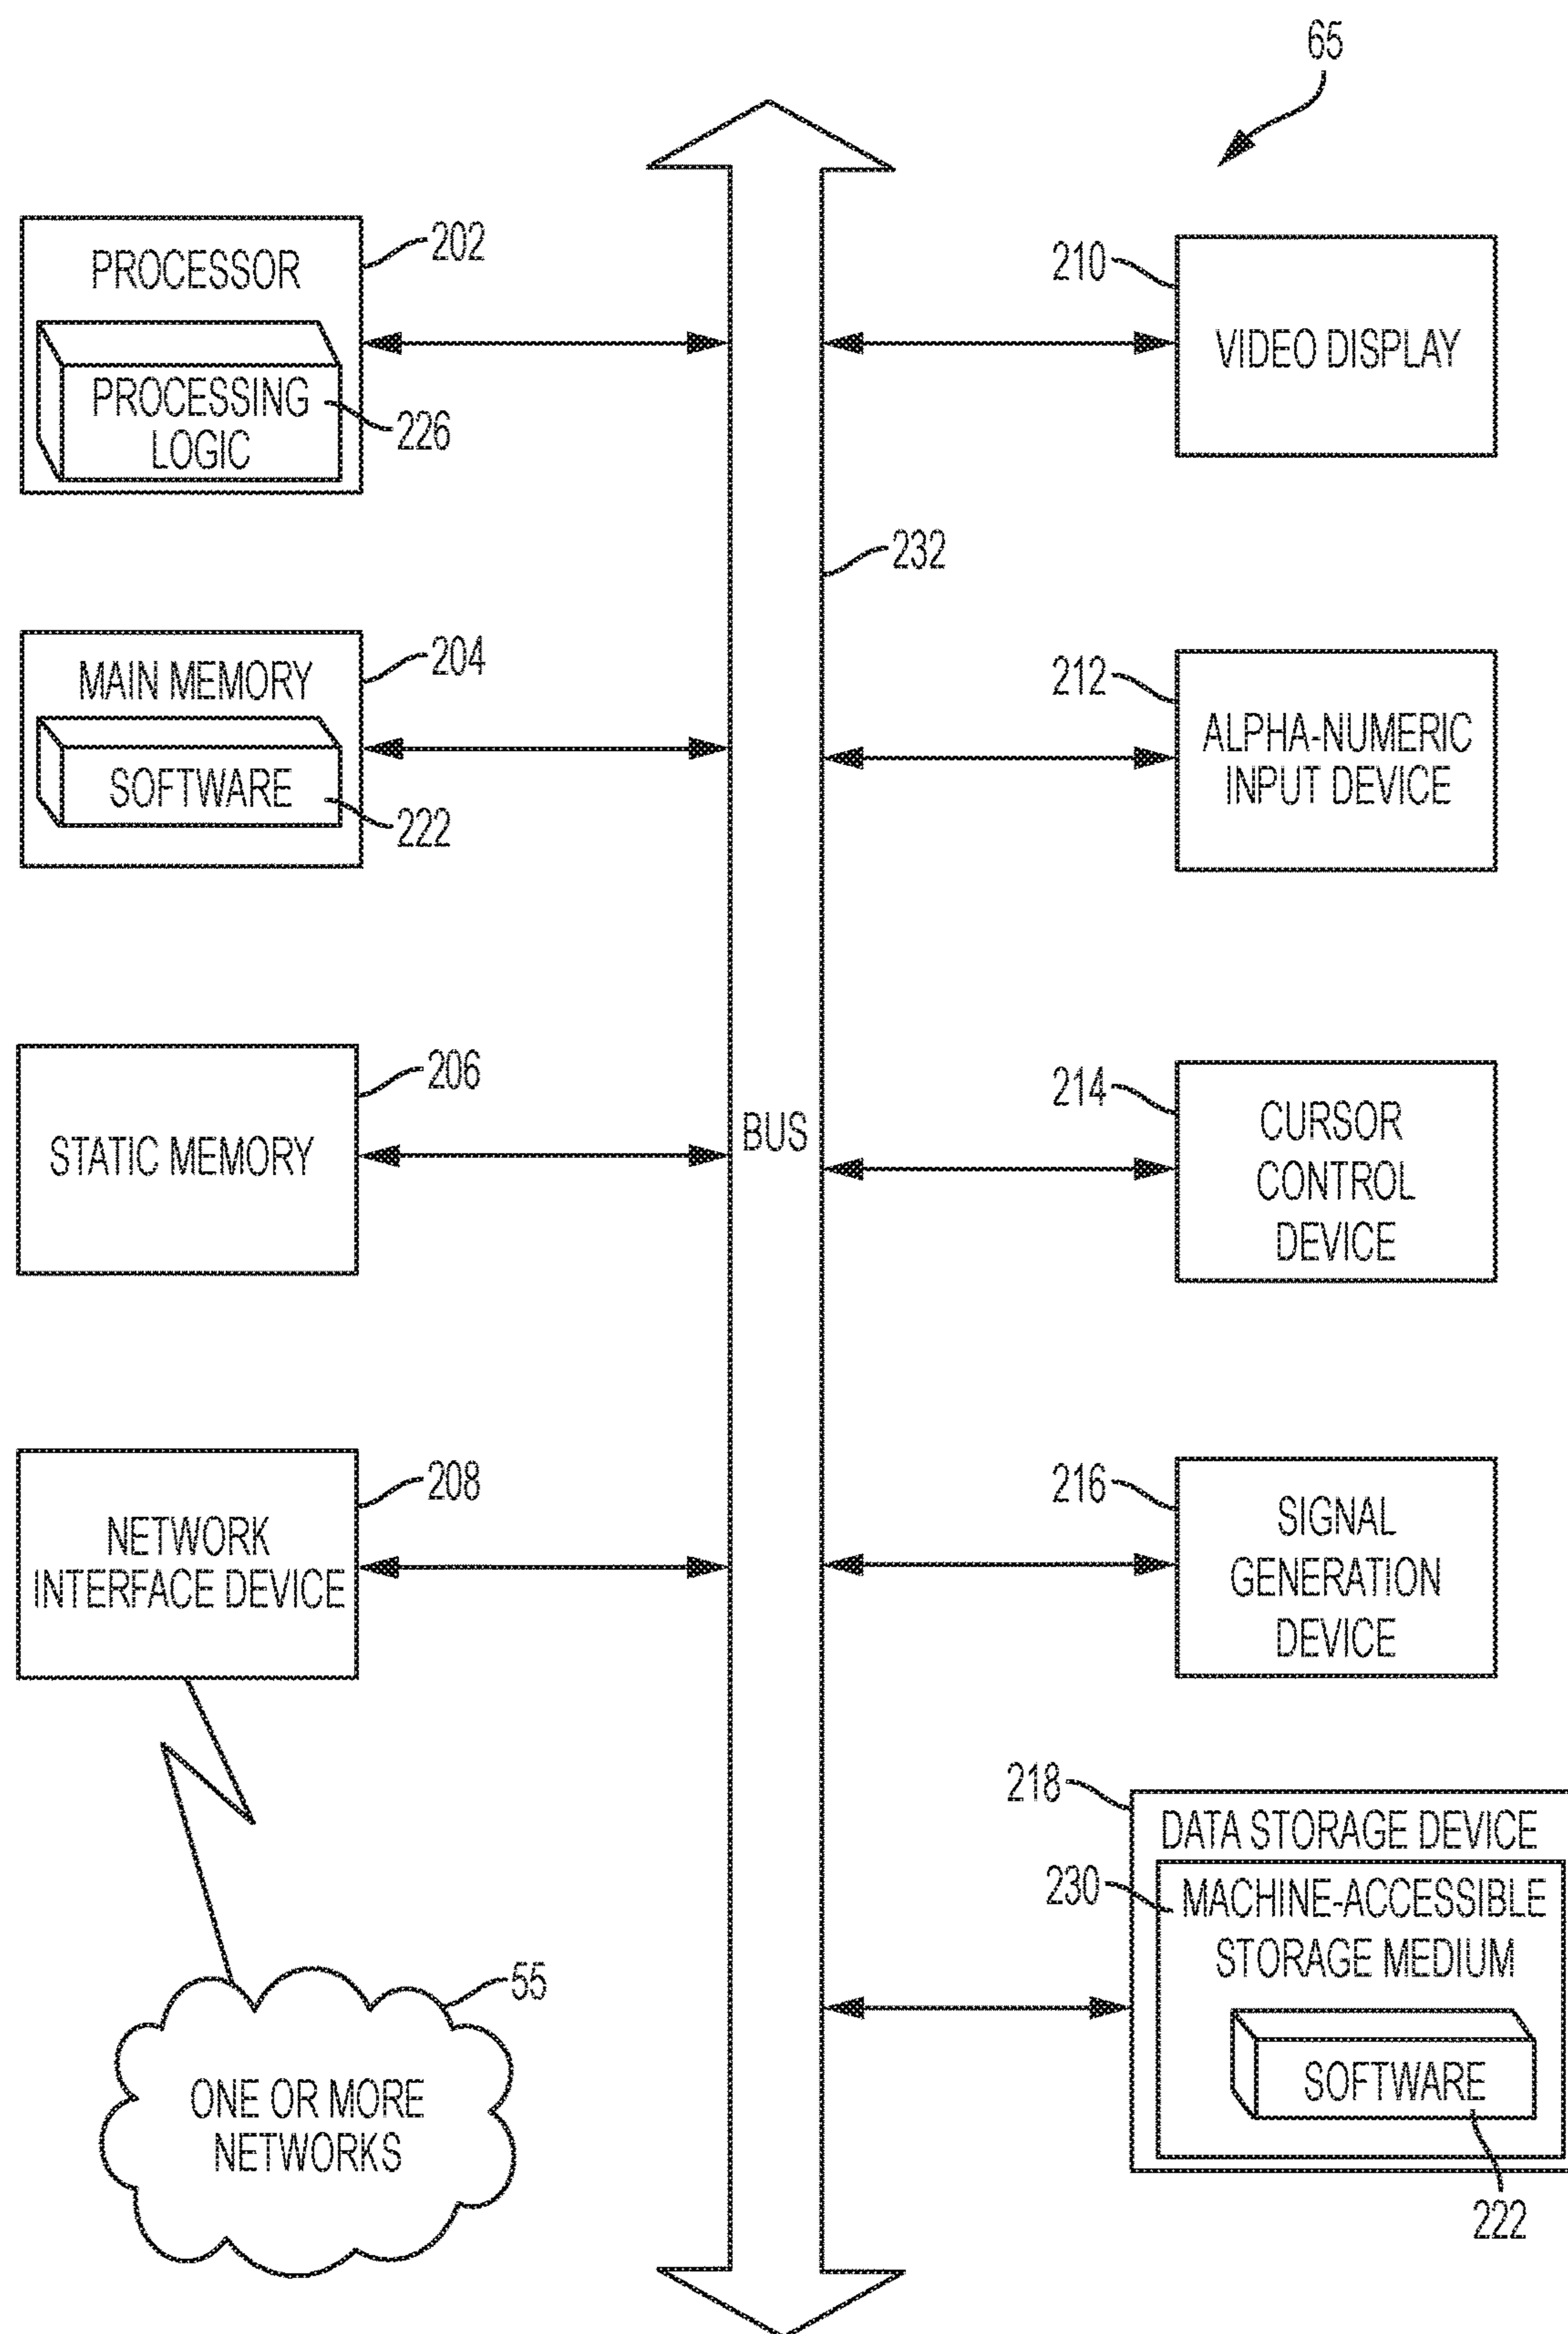 65
PROCESSOR
202
PROCESSING
LOGIC
226
210
VIDEO DISPLAY
232
MAIN MEMORY
204
SOFTWARE
222
212
ALPHA-NUMERIC
INPUT DEVICE
STATIC MEMORY
206
BUS
214
CURSOR
CONTROL
DEVICE
NETWORK
INTERFACE DEVICE
208
216
SIGNAL
GENERATION
DEVICE
218
DATA STORAGE DEVICE
230
MACHINE-ACCESSIBLE
STORAGE MEDIUM
SOFTWARE
222
55
ONE OR MORE
NETWORKS